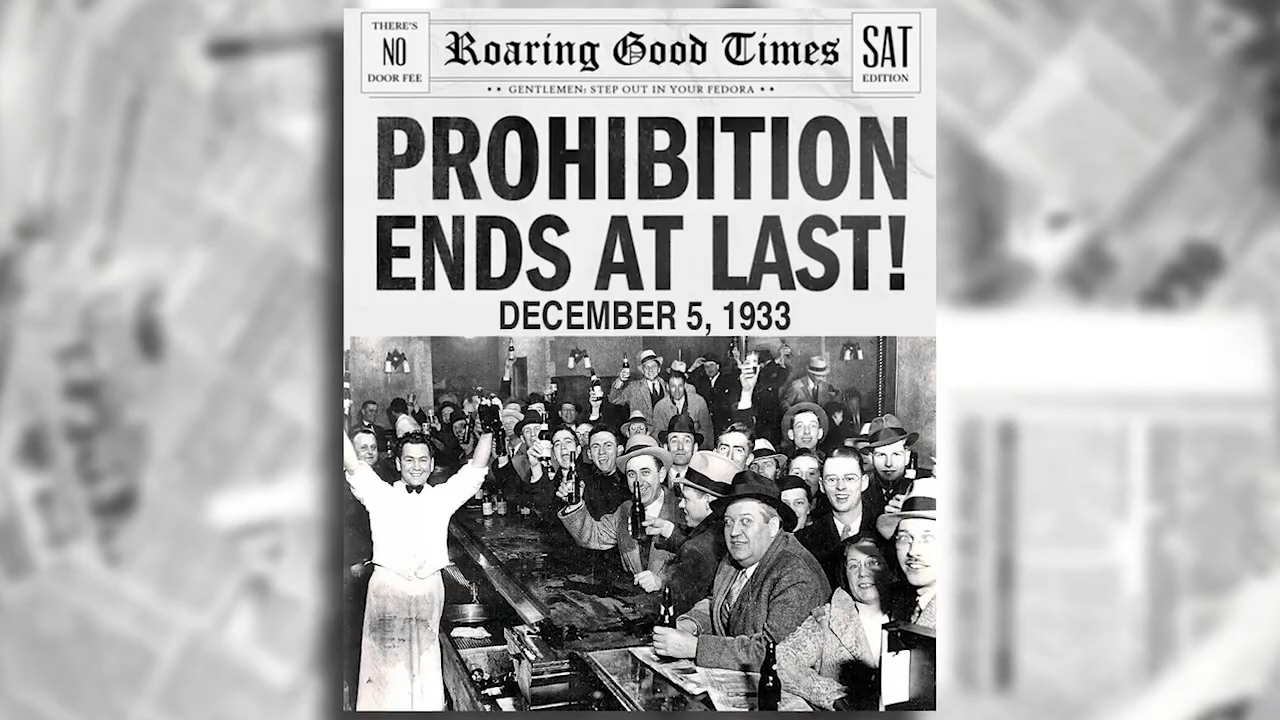 THERE'S
NO
DOOR FEE
Roaring Good Times
SAT
EDITION
•• GENTLEMEN: STEP OUT IN YOUR FEDORA ••
PROHIBITION
ENDS AT LAST!
DECEMBER 5, 1933